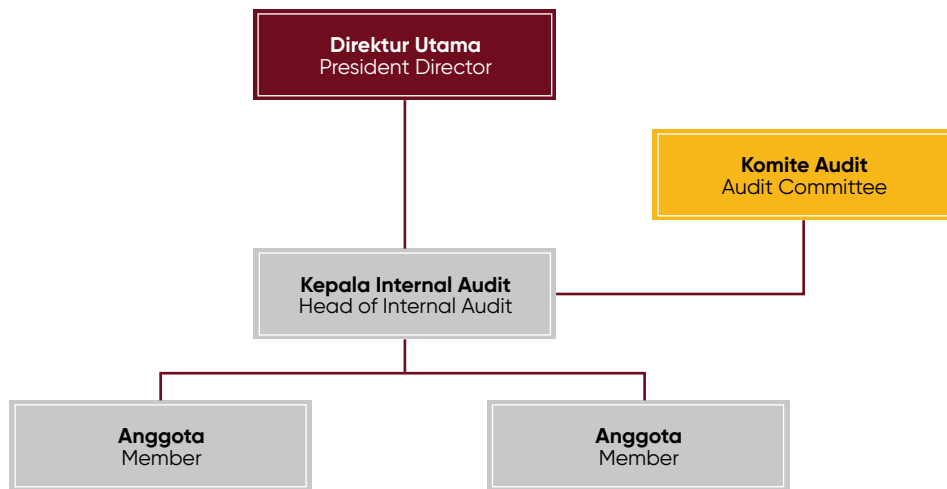 Direktur Utama
President Director
Komite Audit
Audit Committee
Kepala Internal Audit
Head of Internal Audit
Anggota
Member
Anggota
Member